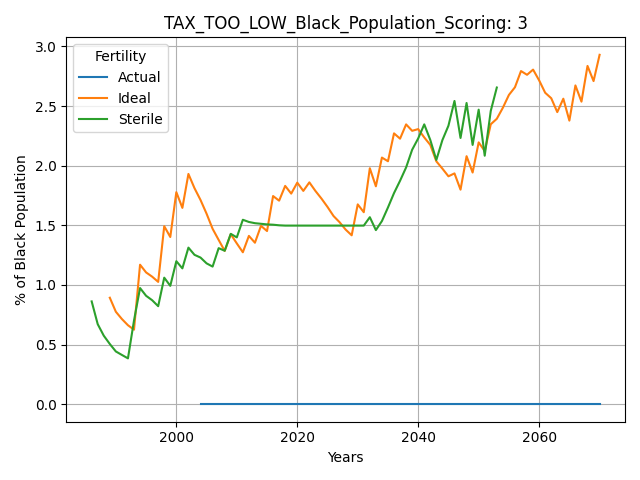 TAX_TOO_LOW_Black_Population_Scoring: 3
Fertility
Actual
Ideal
Sterile
% of Black Population
3.0
2.5
2.0
1.5
1.0
0.5
0.0
2000
2020
2040
2060
Years